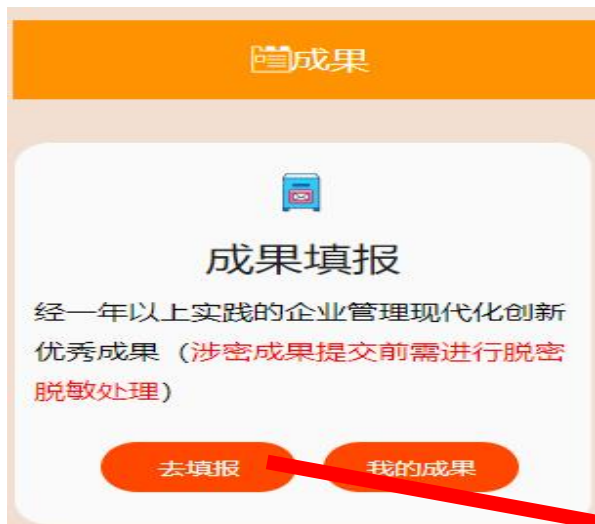 成果
成果填报
经一年以上实践的企业管理现代化创新
优秀成果（涉密成果提交前需进行脱密
脱敏处理）
去填报
我的成果